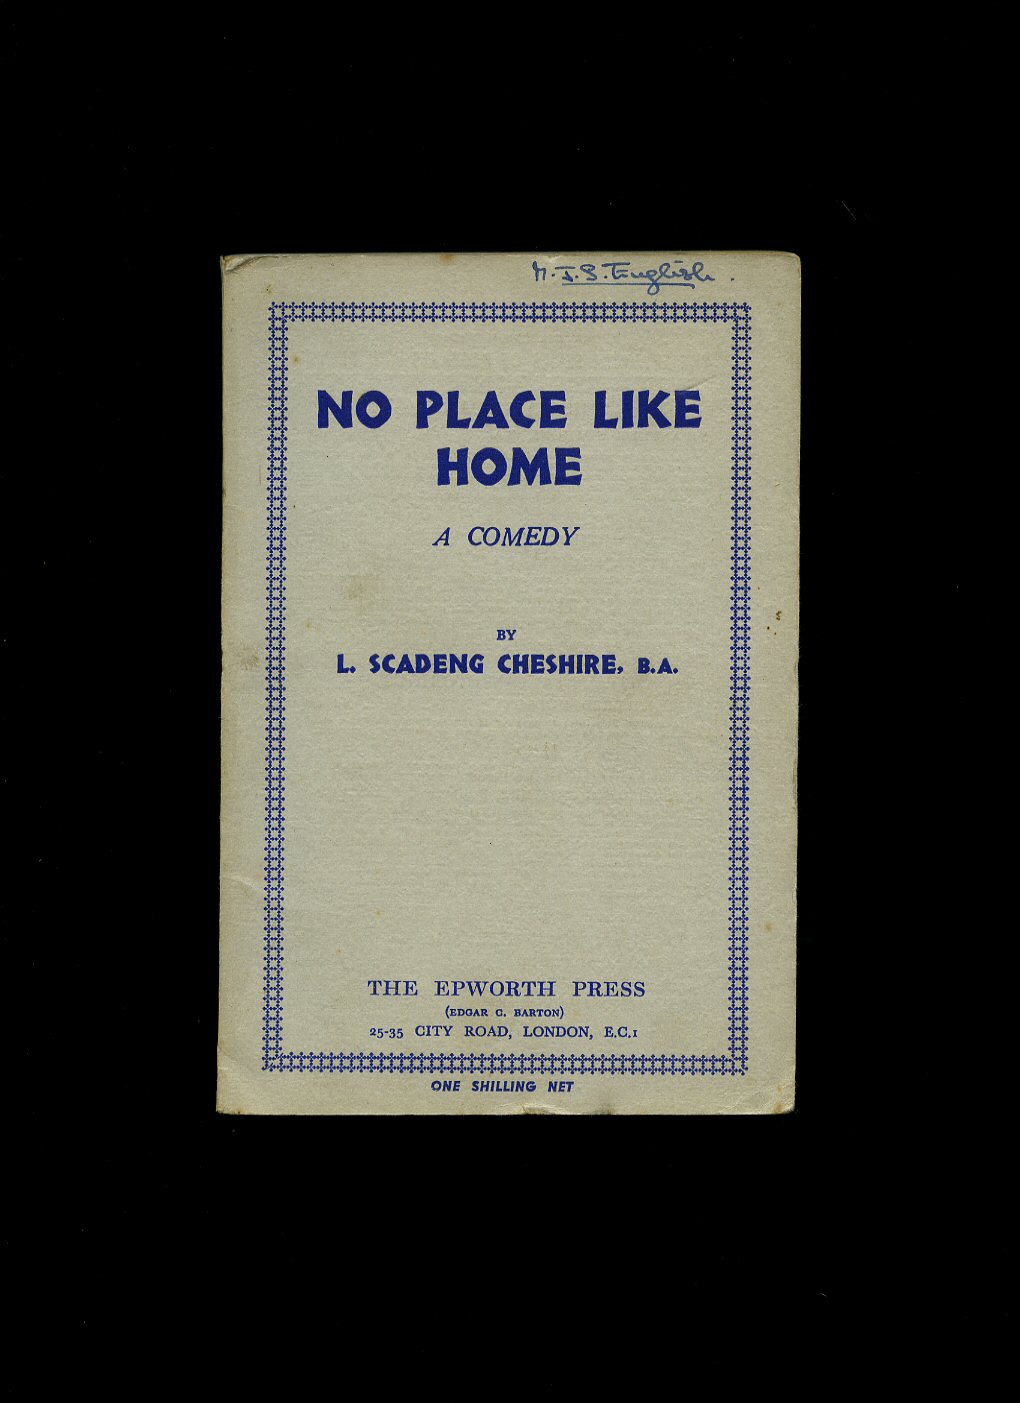 M. J. S. English.
NO PLACE LIKE
HOME
A COMEDY
BY
L. SCADENG CHESHIRE, B.A.
THE EPWORTH PRESS
(EDGAR C. BARTON)
25-35 CITY ROAD, LONDON, E.C.1
ONE SHILLING NET